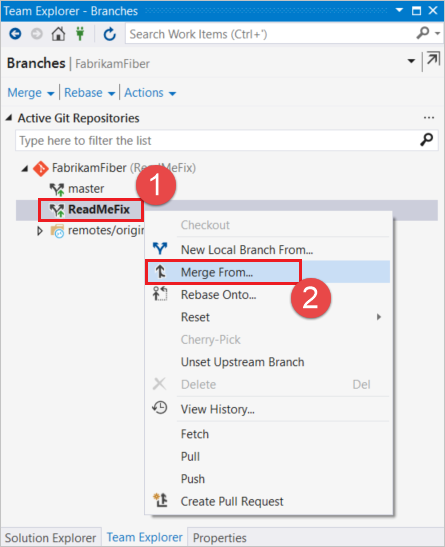 Team Explorer - Branches
Search Work Items (Ctrl+')
Branches | FabrikamFiber
Merge Rebase Actions
Active Git Repositories
Type here to filter the list
FabrikamFiber (ReadMeFix)
master
1
ReadMeFix
remotes/origin
Checkout
New Local Branch From...
Merge From...
2
Rebase Onto...
Reset
Cherry-Pick
Unset Upstream Branch
Delete Del
View History...
Fetch
Pull
Push
Create Pull Request
Solution Explorer Team Explorer Properties